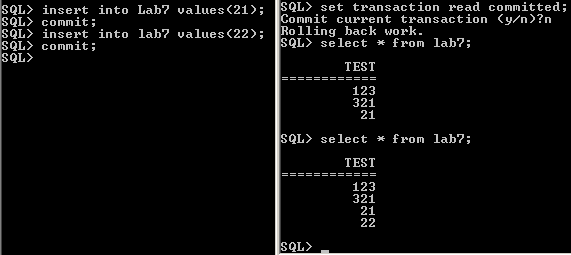 SQL> insert into Lab7 values(21);
SQL> commit;
SQL> insert into lab7 values(22);
SQL> commit;
SQL>
SQL> set transaction read committed;
Commit current transaction (y/n)?n
Rolling back work.
SQL> select * from lab7;
TEST
============
123
321
21
SQL> select * from lab7;
TEST
============
123
321
21
22
SQL> _